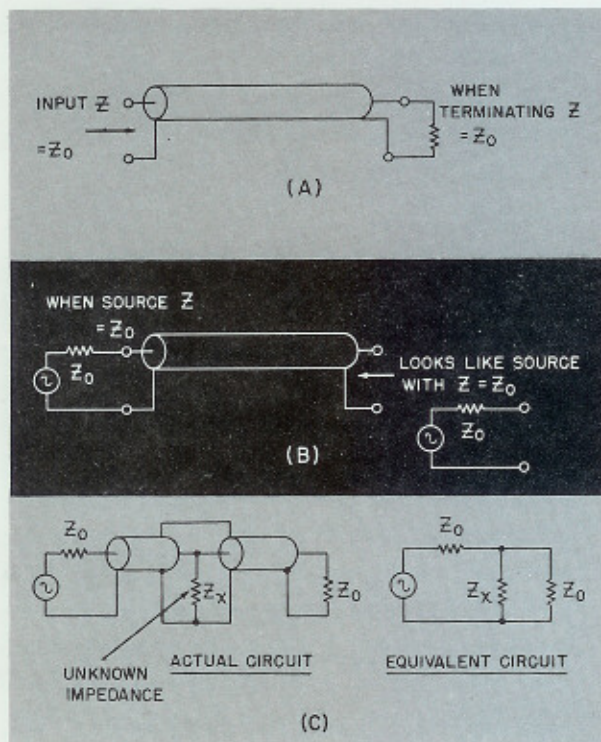 INPUT Z
= Z0
WHEN
TERMINATING Z
= Z0
(A)
WHEN SOURCE Z
= Z0
Z0
LOOKS LIKE SOURCE
WITH Z = Z0
Z0
(B)
Z0
ZX
Z0
UNKNOWN
IMPEDANCE
ACTUAL CIRCUIT
Z0
ZX
Z0
EQUIVALENT CIRCUIT
(C)